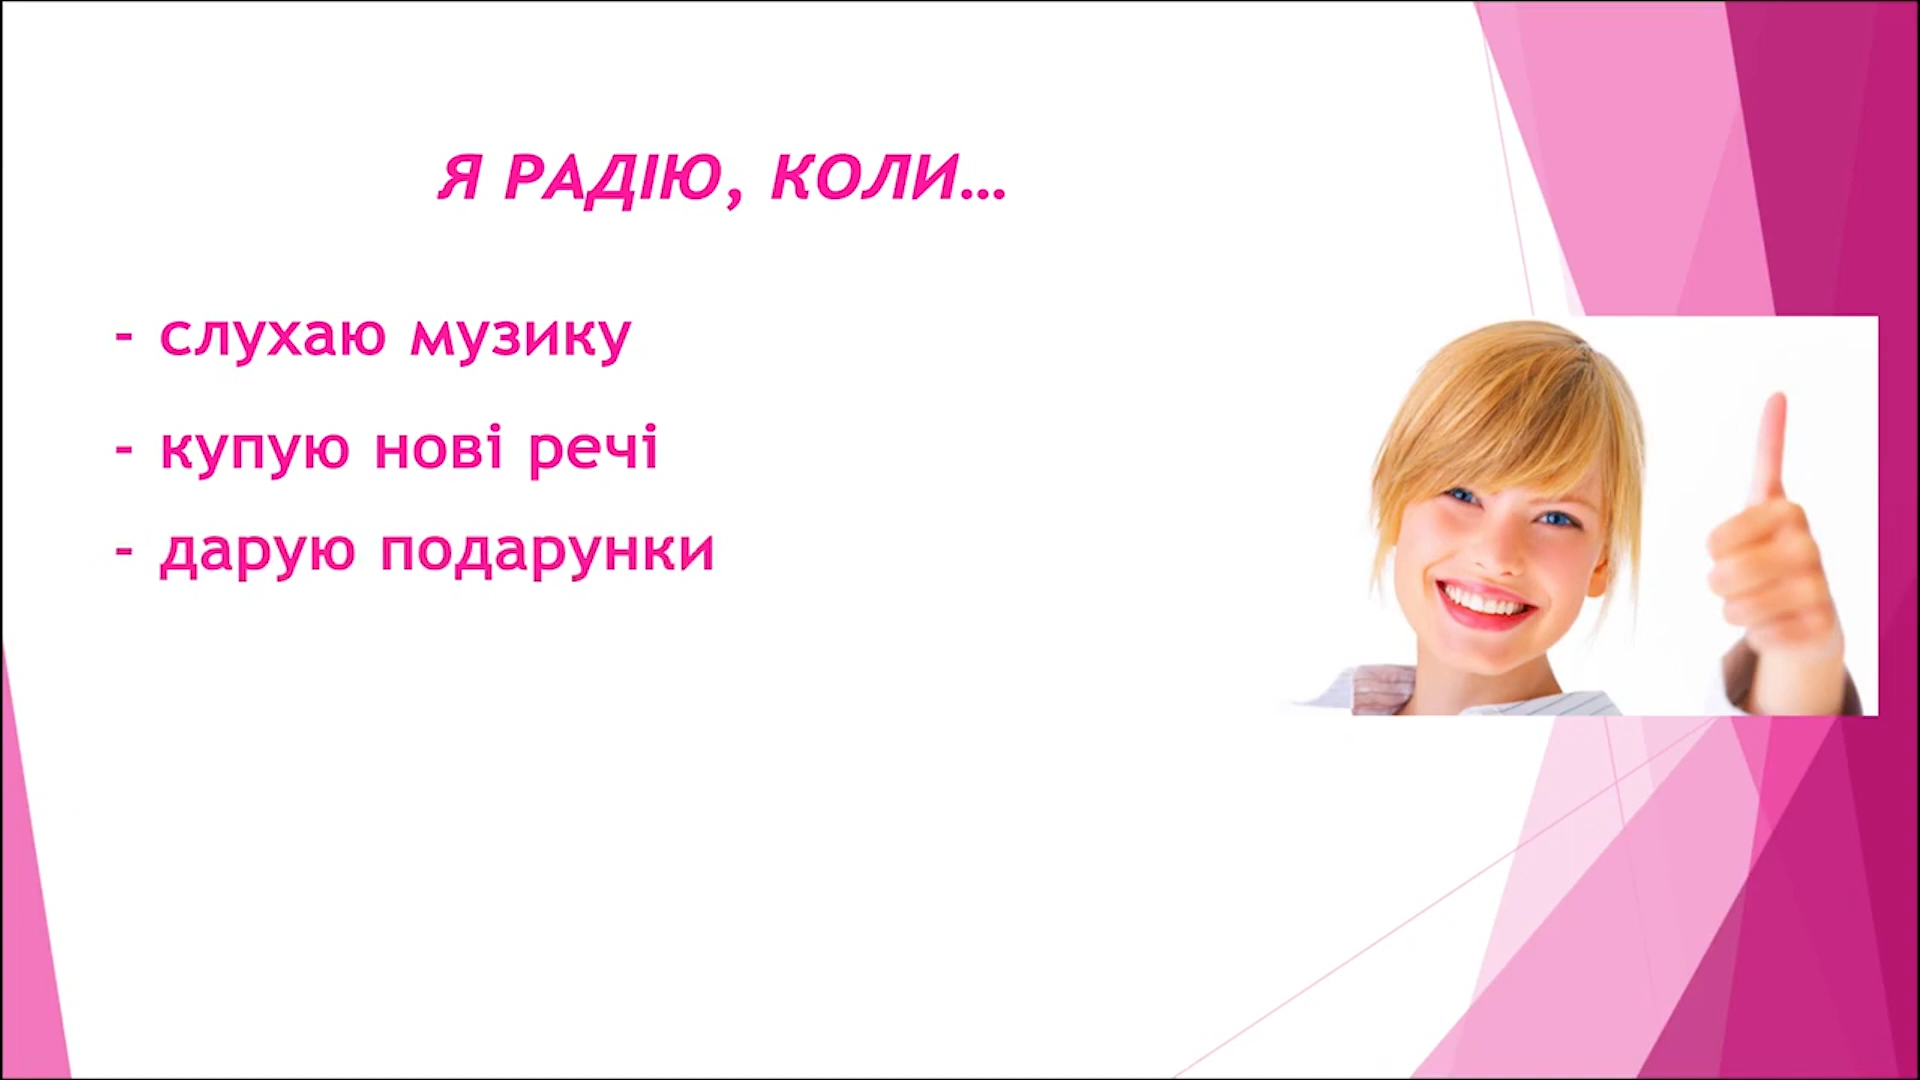 Я РАДІЮ, КОЛИ…
- слухаю музику
- купую нові речі
- дарую подарунки